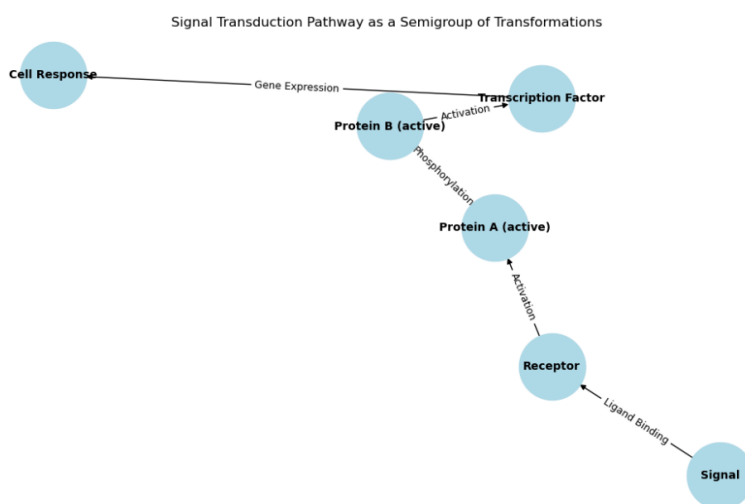 Signal Transduction Pathway as a Semigroup of Transformations
Cell Response
Gene Expression
Transcription Factor
Activation
Protein B (active)
Phosphorylation
Protein A (active)
Activation
Receptor
Ligand Binding
Signal